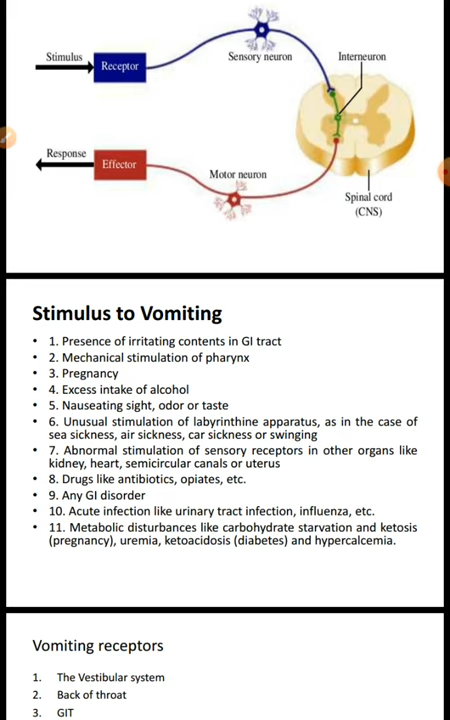 Stimulus
Receptor
Sensory neuron
Interneuron
Response
Effector
Motor neuron
Spinal cord
(CNS)
Stimulus to Vomiting
• 1. Presence of irritating contents in GI tract
• 2. Mechanical stimulation of pharynx
• 3. Pregnancy
• 4. Excess intake of alcohol
• 5. Nauseating sight, odor or taste
• 6. Unusual stimulation of labyrinthine apparatus, as in the case of
sea sickness, air sickness, car sickness or swinging
• 7. Abnormal stimulation of sensory receptors in other organs like
kidney, heart, semicircular canals or uterus
• 8. Drugs like antibiotics, opiates, etc.
• 9. Any GI disorder
• 10. Acute infection like urinary tract infection, influenza, etc.
• 11. Metabolic disturbances like carbohydrate starvation and ketosis
(pregnancy), uremia, ketoacidosis (diabetes) and hypercalcemia.
Vomiting receptors
1. The Vestibular system
2. Back of throat
3. GIT